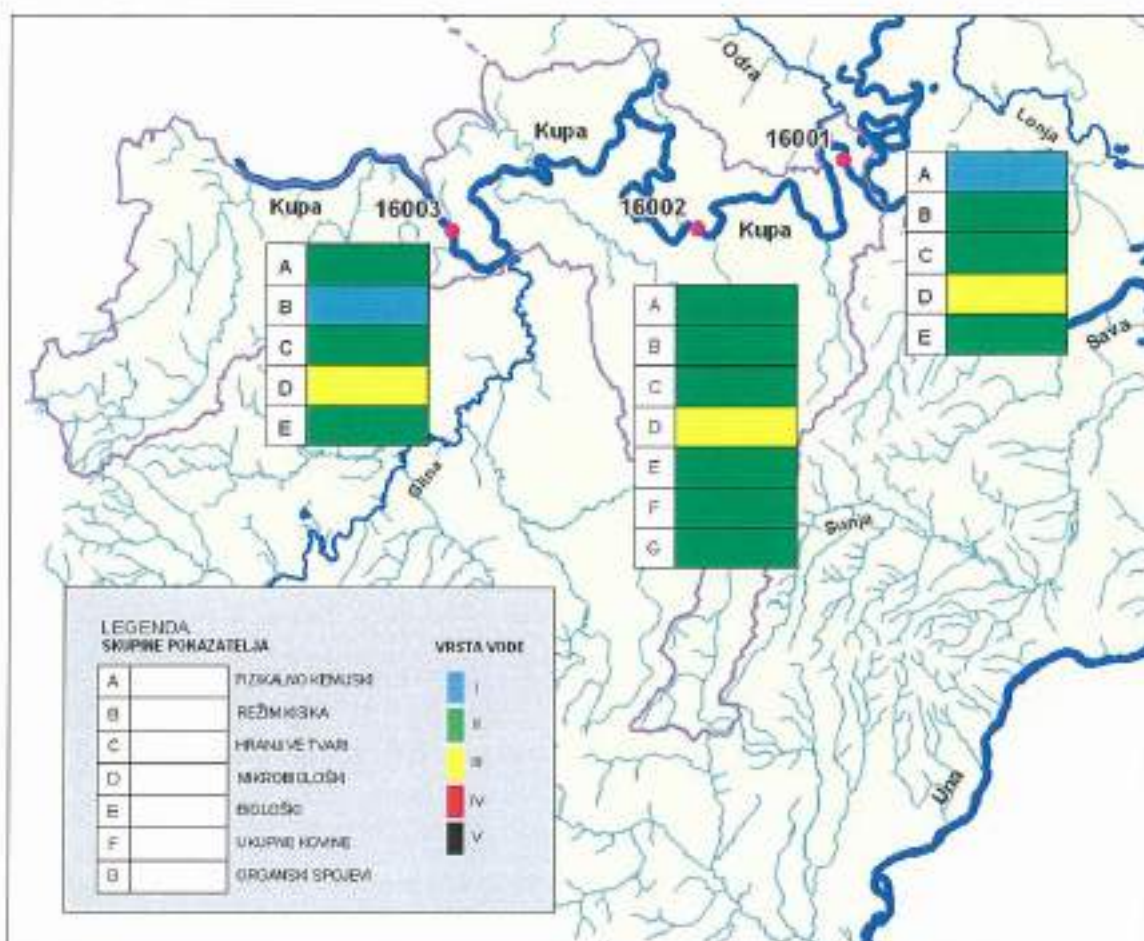 Odra
Lonja
Kupa
16001
Kupa
16003
16002
Kupa
A
B
C
D
E
A
B
C
D
E
A
B
C
D
E
F
G
Sava
Glina
Sunja
Una
LEGENDA
SKUPINE POKAZATELJA
VRSTA VODE
A FIZIKALNO KEMIJSKI
B REŽIM KISIKA
C HRANJIVE TVARI
D MIKROBIOLOŠKI
E BIOLOŠKI
F UKUPNE KOVINE
G ORGANSKI SPOJEVI
I
II
III
IV
V